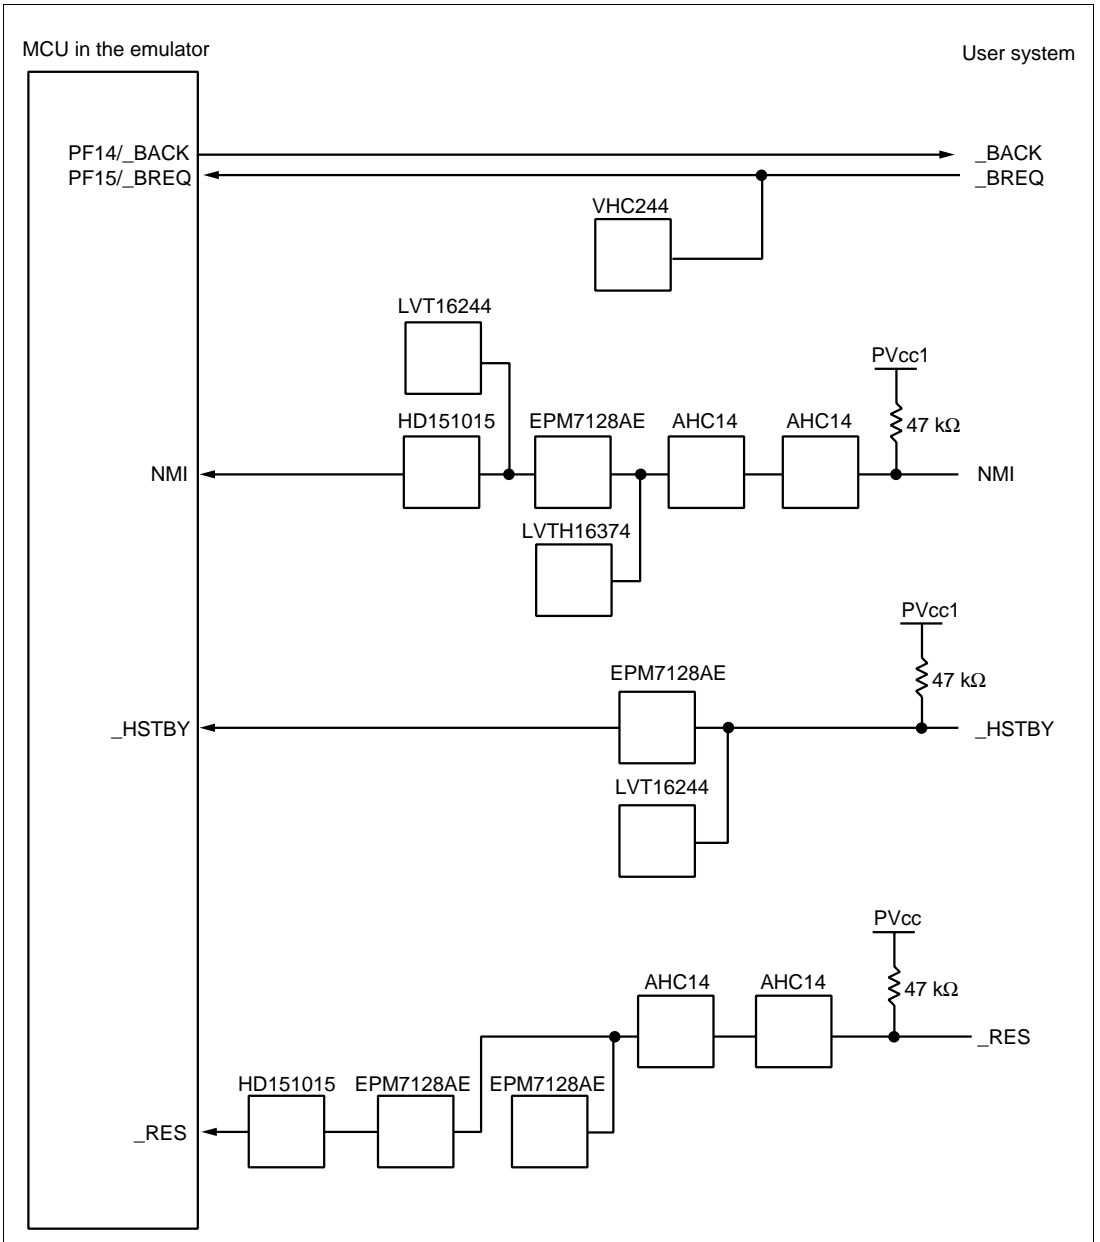 MCU in the emulator
User system
PF14/_BACK
_BACK
PF15/_BREQ
_BREQ
VHC244
LVT16244
PVcc1
47 kΩ
HD151015
EPM7128AE
AHC14
AHC14
NMI
NMI
LVTH16374
PVcc1
47 kΩ
EPM7128AE
_HSTBY
_HSTBY
LVT16244
PVcc
47 kΩ
AHC14
AHC14
_RES
HD151015
EPM7128AE
EPM7128AE
_RES